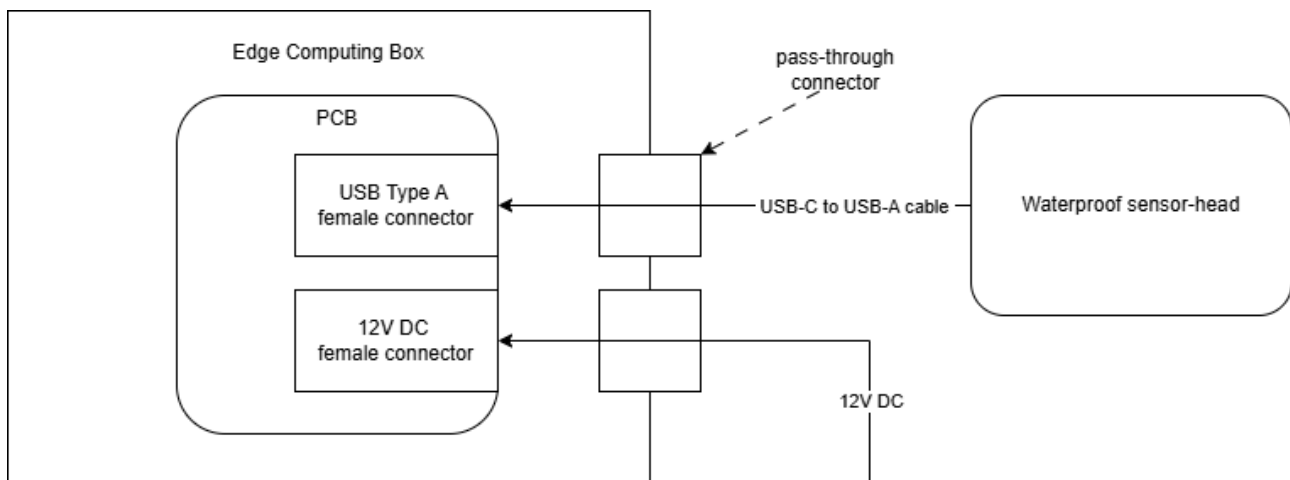 Edge Computing Box
pass-through
connector
PCB
USB Type A
female connector
USB-C to USB-A cable
Waterproof sensor-head
12V DC
female connector
12V DC